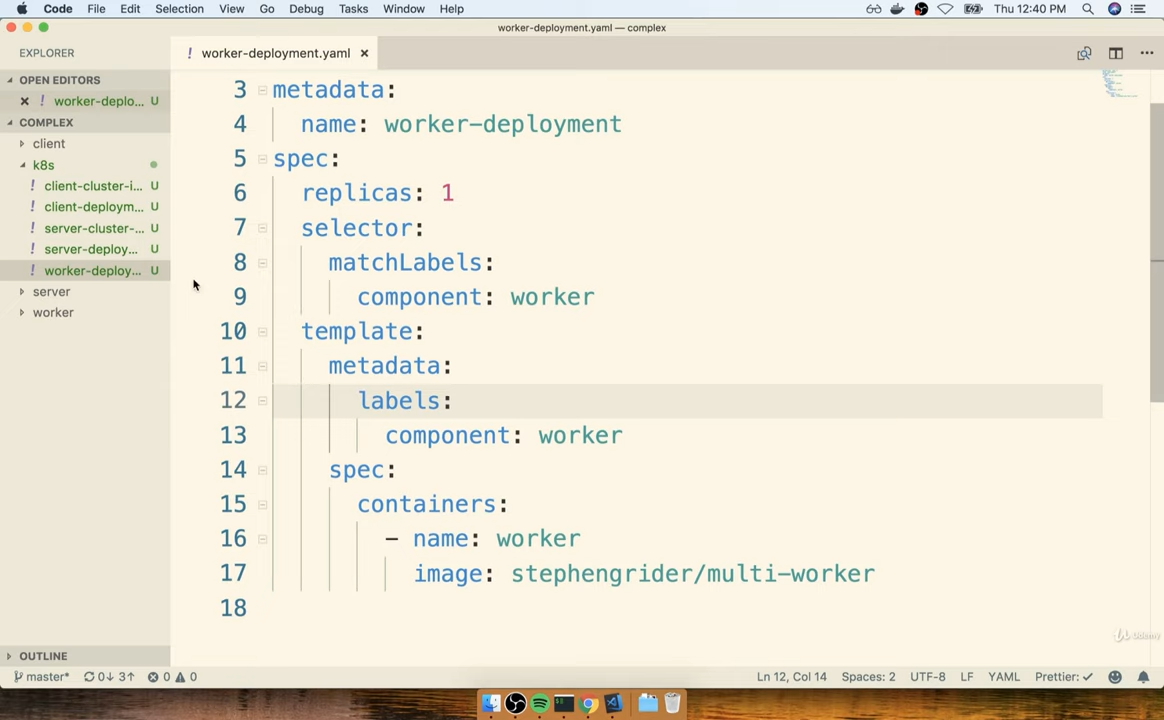 Code File Edit Selection View Go Debug Tasks Window Help Thu 12:40 PM
worker-deployment.yaml — complex
EXPLORER
! worker-deployment.yaml ×
OPEN EDITORS
× ! worker-deplo... U
COMPLEX
client
k8s
! client-cluster-i... U
! client-deploym... U
! server-cluster-... U
! server-deploy... U
! worker-deploy... U
server
worker
3 metadata:
4 name: worker-deployment
5 spec:
6 replicas: 1
7 selector:
8 matchLabels:
9 component: worker
10 template:
11 metadata:
12 labels:
13 component: worker
14 spec:
15 containers:
16 - name: worker
17 image: stephengrider/multi-worker
18
Udemy
OUTLINE
master* 0↓ 3↑ 0 0 Ln 12, Col 14 Spaces: 2 UTF-8 LF YAML Prettier: ✓